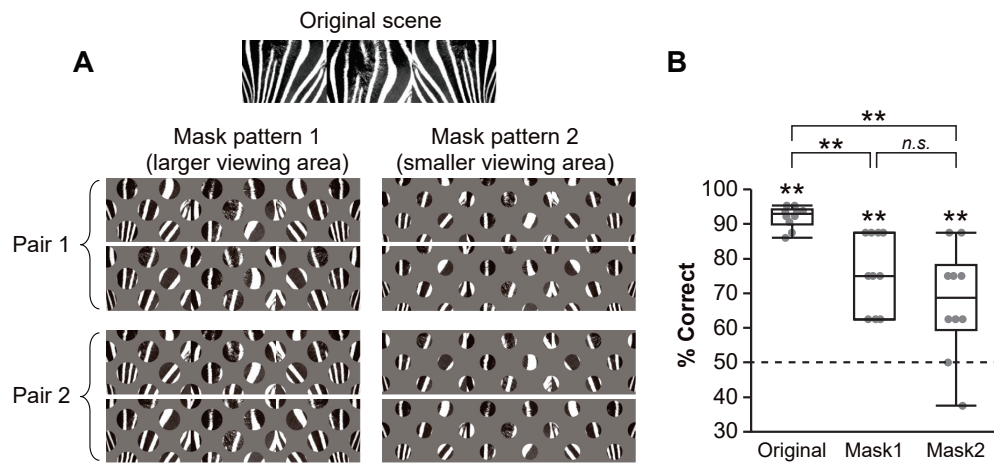 Original scene
A
Mask pattern 1
(larger viewing area)
Mask pattern 2
(smaller viewing area)
Pair 1
Pair 2
B
**
**
n.s.
**
**
**
% Correct
100
90
80
70
60
50
40
30
Original
Mask1
Mask2